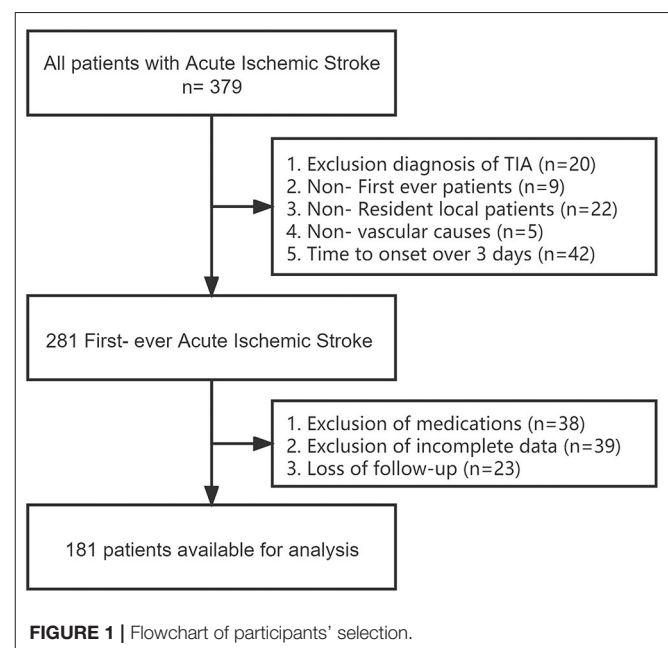 All patients with Acute Ischemic Stroke
n= 379
1. Exclusion diagnosis of TIA (n=20)
2. Non- First ever patients (n=9)
3. Non- Resident local patients (n=22)
4. Non- vascular causes (n=5)
5. Time to onset over 3 days (n=42)
281 First- ever Acute Ischemic Stroke
1. Exclusion of medications (n=38)
2. Exclusion of incomplete data (n=39)
3. Loss of follow-up (n=23)
181 patients available for analysis
FIGURE 1 | Flowchart of participants’ selection.